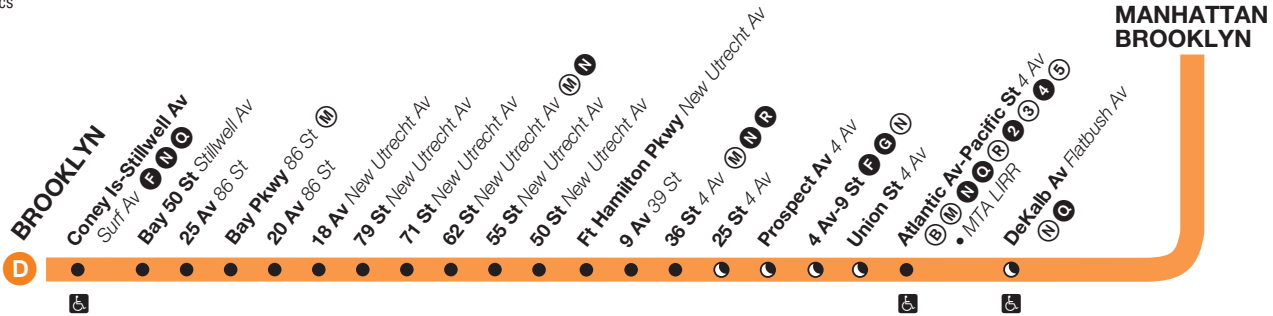 cs
MANHATTAN
BROOKLYN
BROOKLYN
Coney Is-Stillwell Av
Surf Av F N Q
Bay 50 St Stillwell Av
25 Av 86 St
Bay Pkwy 86 St M
20 Av 86 St
18 Av New Utrecht Av
79 St New Utrecht Av
71 St New Utrecht Av
62 St New Utrecht Av M N
55 St New Utrecht Av
50 St New Utrecht Av
Ft Hamilton Pkwy New Utrecht Av
9 Av 39 St
36 St 4 Av M N R
25 St 4 Av
Prospect Av 4 Av
4 Av-9 St F G N
Union St 4 Av
Atlantic Av-Pacific St 4 Av
B M N Q R 2 3 4 5
• MTA LIRR
DeKalb Av Flatbush Av
N Q
D